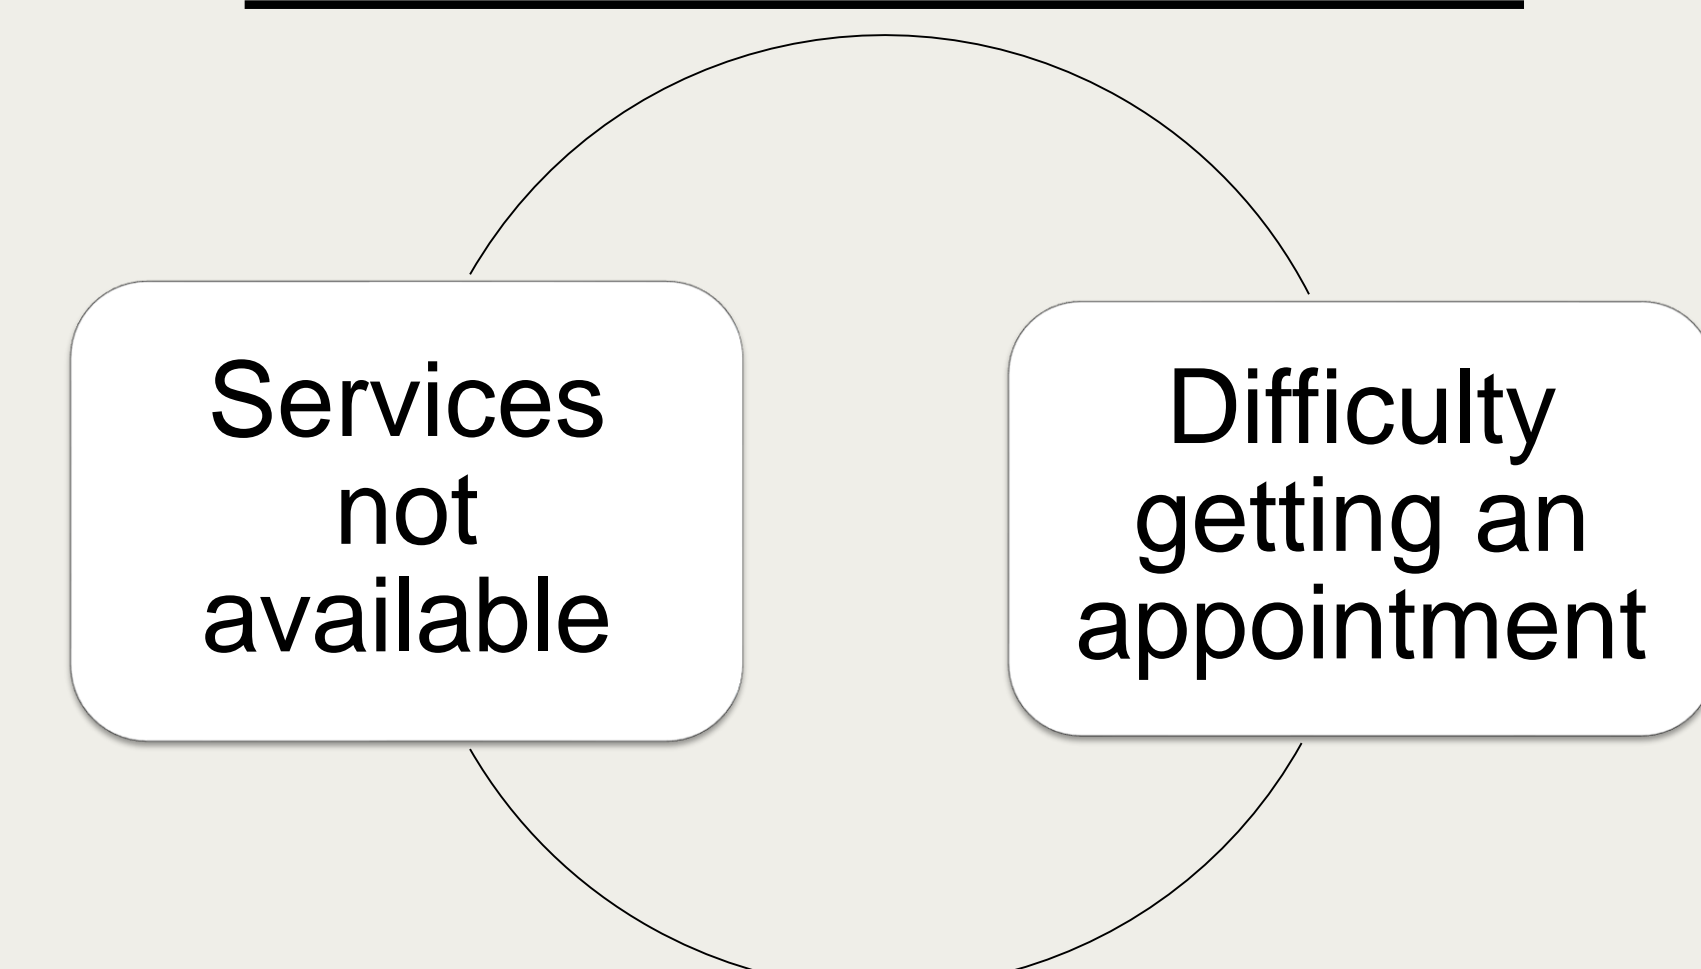 Services
not
available
Difficulty
getting an
appointment